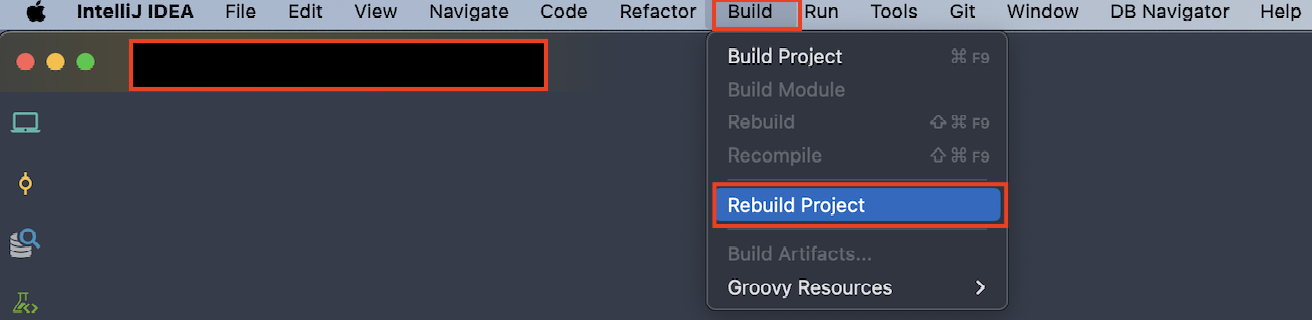 IntelliJ IDEA File Edit View Navigate Code Refactor Build Run Tools Git Window DB Navigator Help
Build Project ⌘ F9
Build Module
Rebuild ⇧ ⌘ F9
Recompile ⇧ ⌘ F9
Rebuild Project
Build Artifacts...
Groovy Resources